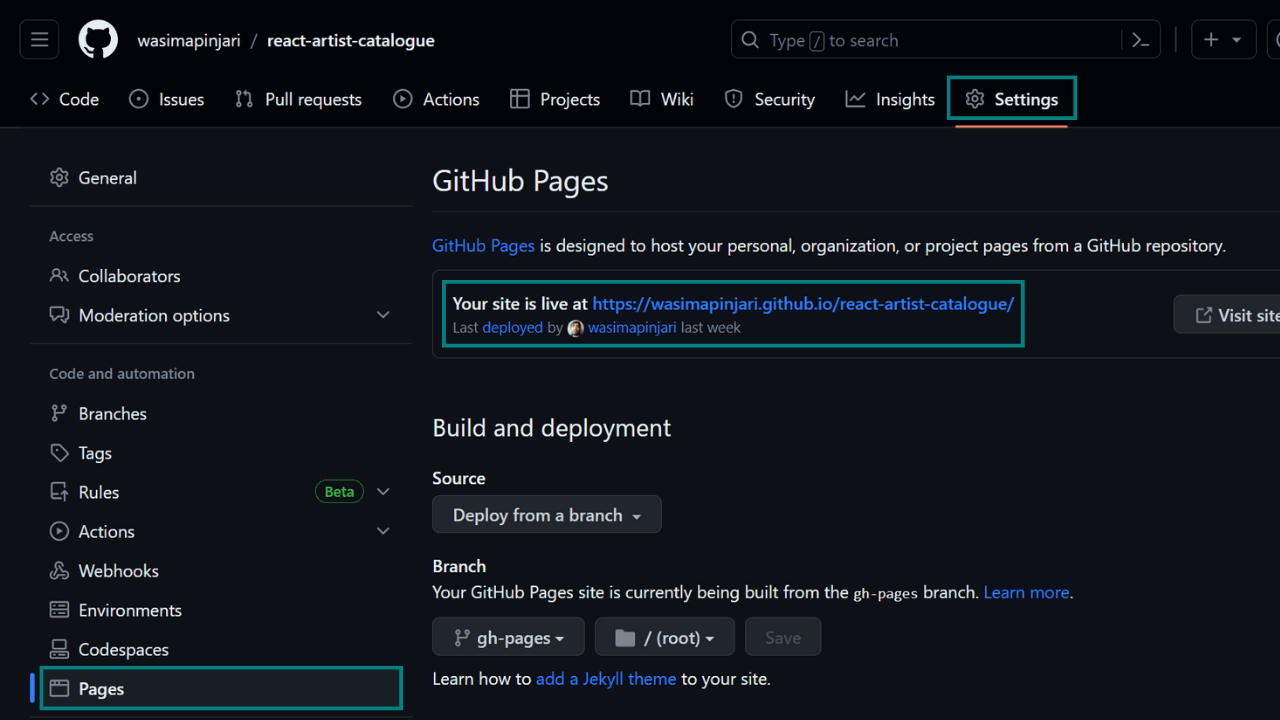 wasimapinjari / react-artist-catalogue
Type / to search
Code Issues Pull requests Actions Projects Wiki Security Insights Settings
General
Access
Collaborators
Moderation options
Code and automation
Branches
Tags
Rules Beta
Actions
Webhooks
Environments
Codespaces
Pages
GitHub Pages
GitHub Pages is designed to host your personal, organization, or project pages from a GitHub repository.
Your site is live at https://wasimapinjari.github.io/react-artist-catalogue/
Last deployed by wasimapinjari last week
Visit site
Build and deployment
Source
Deploy from a branch
Branch
Your GitHub Pages site is currently being built from the gh-pages branch. Learn more.
gh-pages / (root) Save
Learn how to add a Jekyll theme to your site.